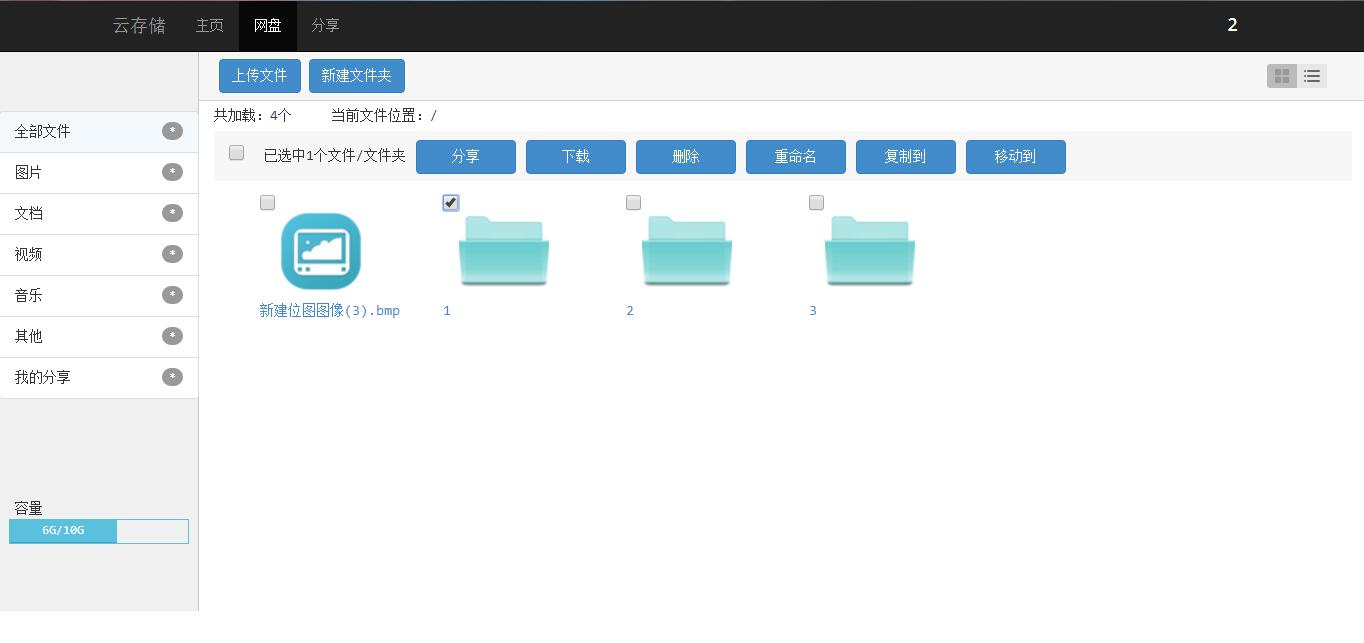 云存储 主页 网盘 分享 2
上传文件 新建文件夹
共加载：4个 当前文件位置：/
已选中1个文件/文件夹 分享 下载 删除 重命名 复制到 移动到
全部文件 *
图片 *
文档 *
视频 *
音乐 *
其他 *
我的分享 *
新建位图图像(3).bmp 1 2 3
容量
6G/10G